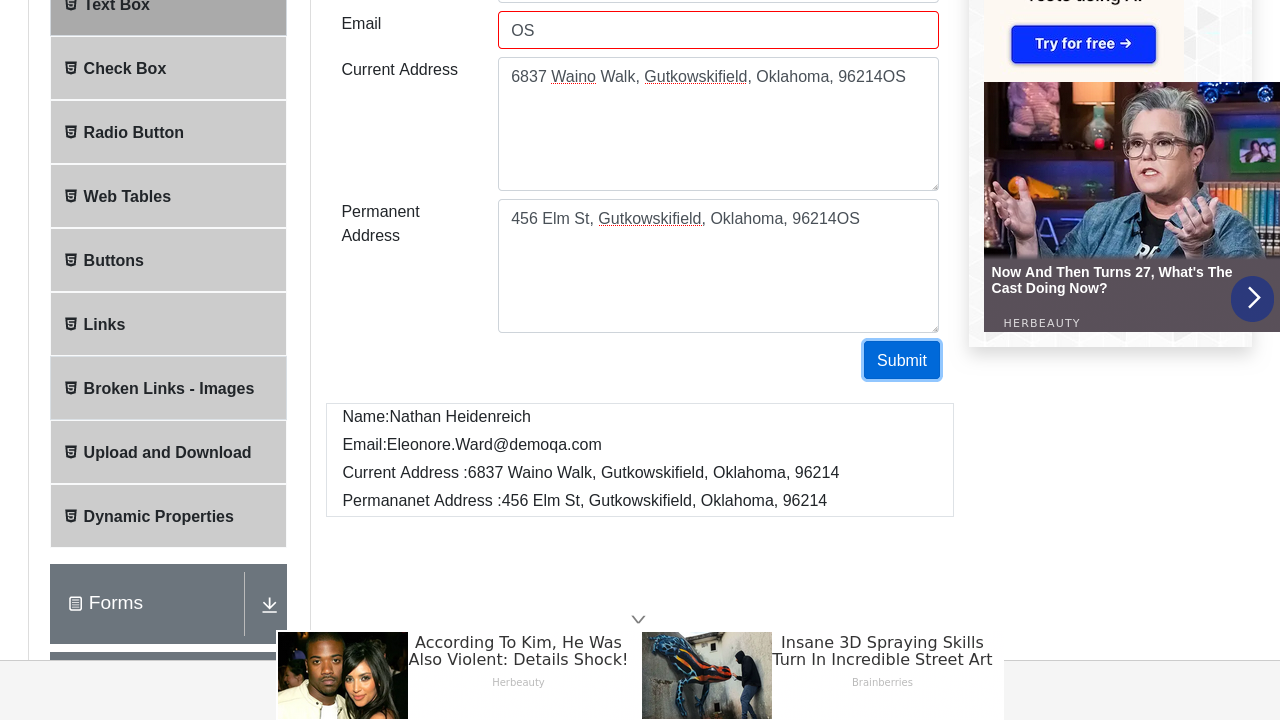 Text Box
Check Box
Radio Button
Web Tables
Buttons
Links
Broken Links - Images
Upload and Download
Dynamic Properties
Forms
Email
OS
Current Address
6837 Waino Walk, Gutkowskifield, Oklahoma, 96214OS
Permanent
Address
456 Elm St, Gutkowskifield, Oklahoma, 96214OS
Submit
Name:Nathan Heidenreich
Email:Eleonore.Ward@demoqa.com
Current Address :6837 Waino Walk, Gutkowskifield, Oklahoma, 96214
Permananet Address :456 Elm St, Gutkowskifield, Oklahoma, 96214
Try for free →
Now And Then Turns 27, What's The
Cast Doing Now?
HERBEAUTY
According To Kim, He Was
Also Violent: Details Shock!
Herbeauty
Insane 3D Spraying Skills
Turn In Incredible Street Art
Brainberries